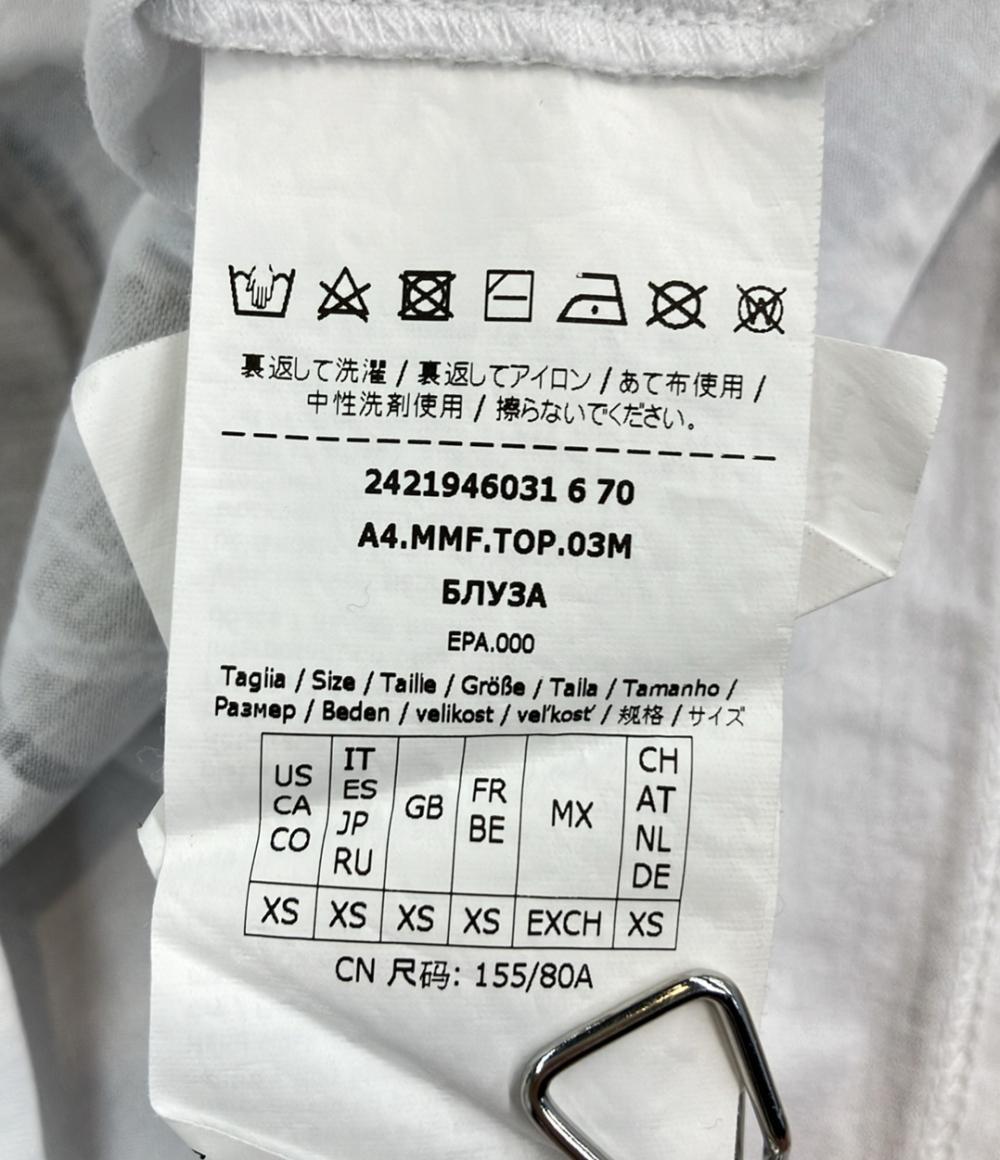 裏返して洗濯 / 裏返してアイロン / あて布使用 /
中性洗剤使用 / 擦らないでください。
2421946031 6 70
A4.MMF.TOP.03M
БЛУЗА
EPA.000
Taglia / Size / Taille / Größe / Talla / Tamanho /
Размер / Beden / velikost / veľkosť / 规格 / サイズ
US CA CO | IT ES JP RU | GB | FR BE | MX | CH AT NL DE
XS | XS | XS | XS | EXCH | XS
CN 尺码: 155/80A